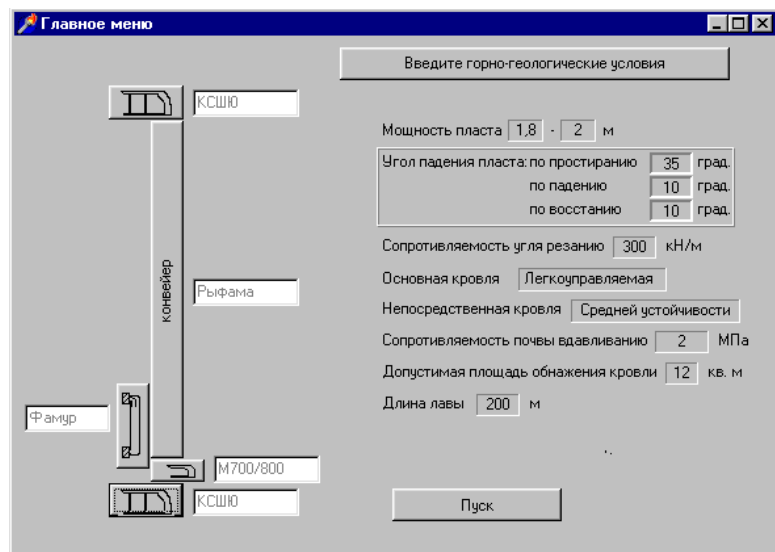 Главное меню
Введите горно-геологические условия
КСШЮ
Мощность пласта 1,8 - 2 м
Угол падения пласта: по простиранию 35 град.
по падению 10 град.
по восстанию 10 град.
Сопротивляемость угля резанию 300 кН/м
конвейер
Рыфама
Основная кровля Легкоуправляемая
Непосредственная кровля Средней устойчивости
Сопротивляемость почвы вдавливанию 2 МПа
Допустимая площадь обнажения кровли 12 кв. м
Длина лавы 200 м
Фамур
М700/800
КСШЮ
Пуск